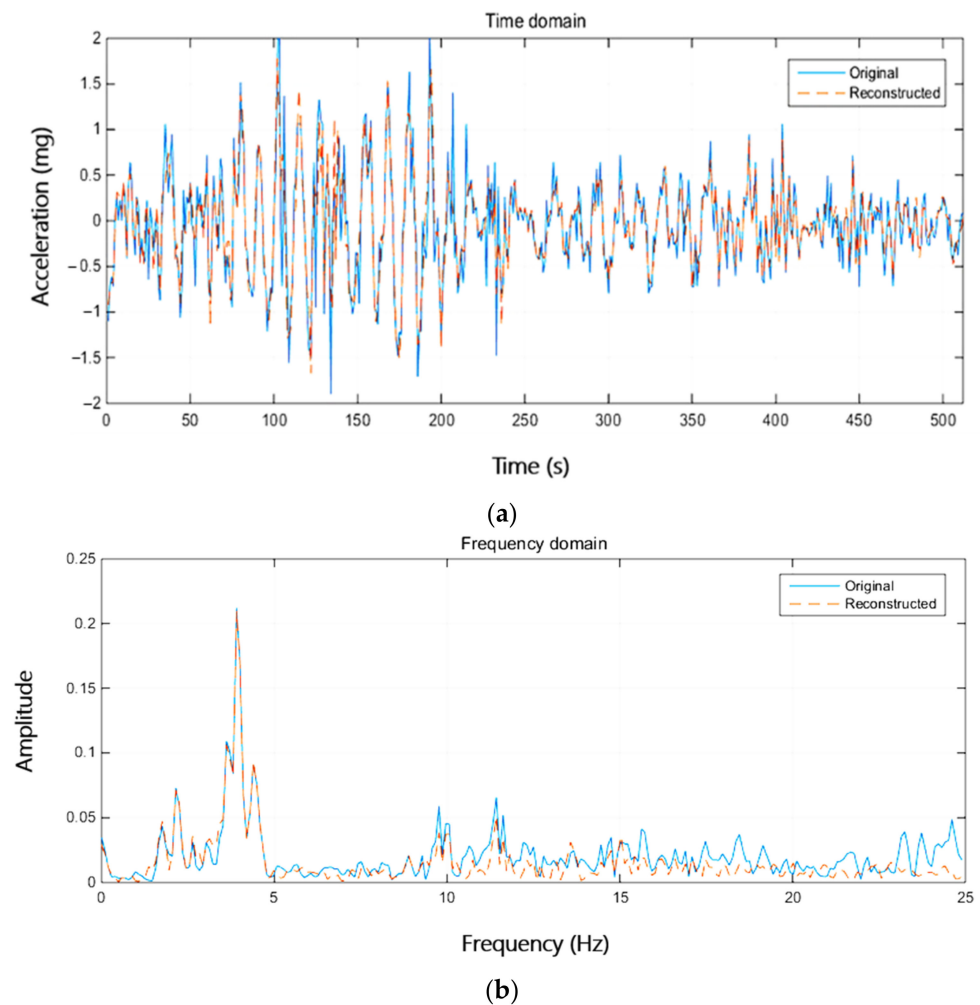 Time domain
2
1.5
1
0.5
0
−0.5
−1
−1.5
−2
Acceleration (mg)
Original
Reconstructed
0 50 100 150 200 250 300 350 400 450 500
Time (s)
(a)
Frequency domain
0.25
0.2
0.15
0.1
0.05
0
Amplitude
Original
Reconstructed
0 5 10 15 20 25
Frequency (Hz)
(b)